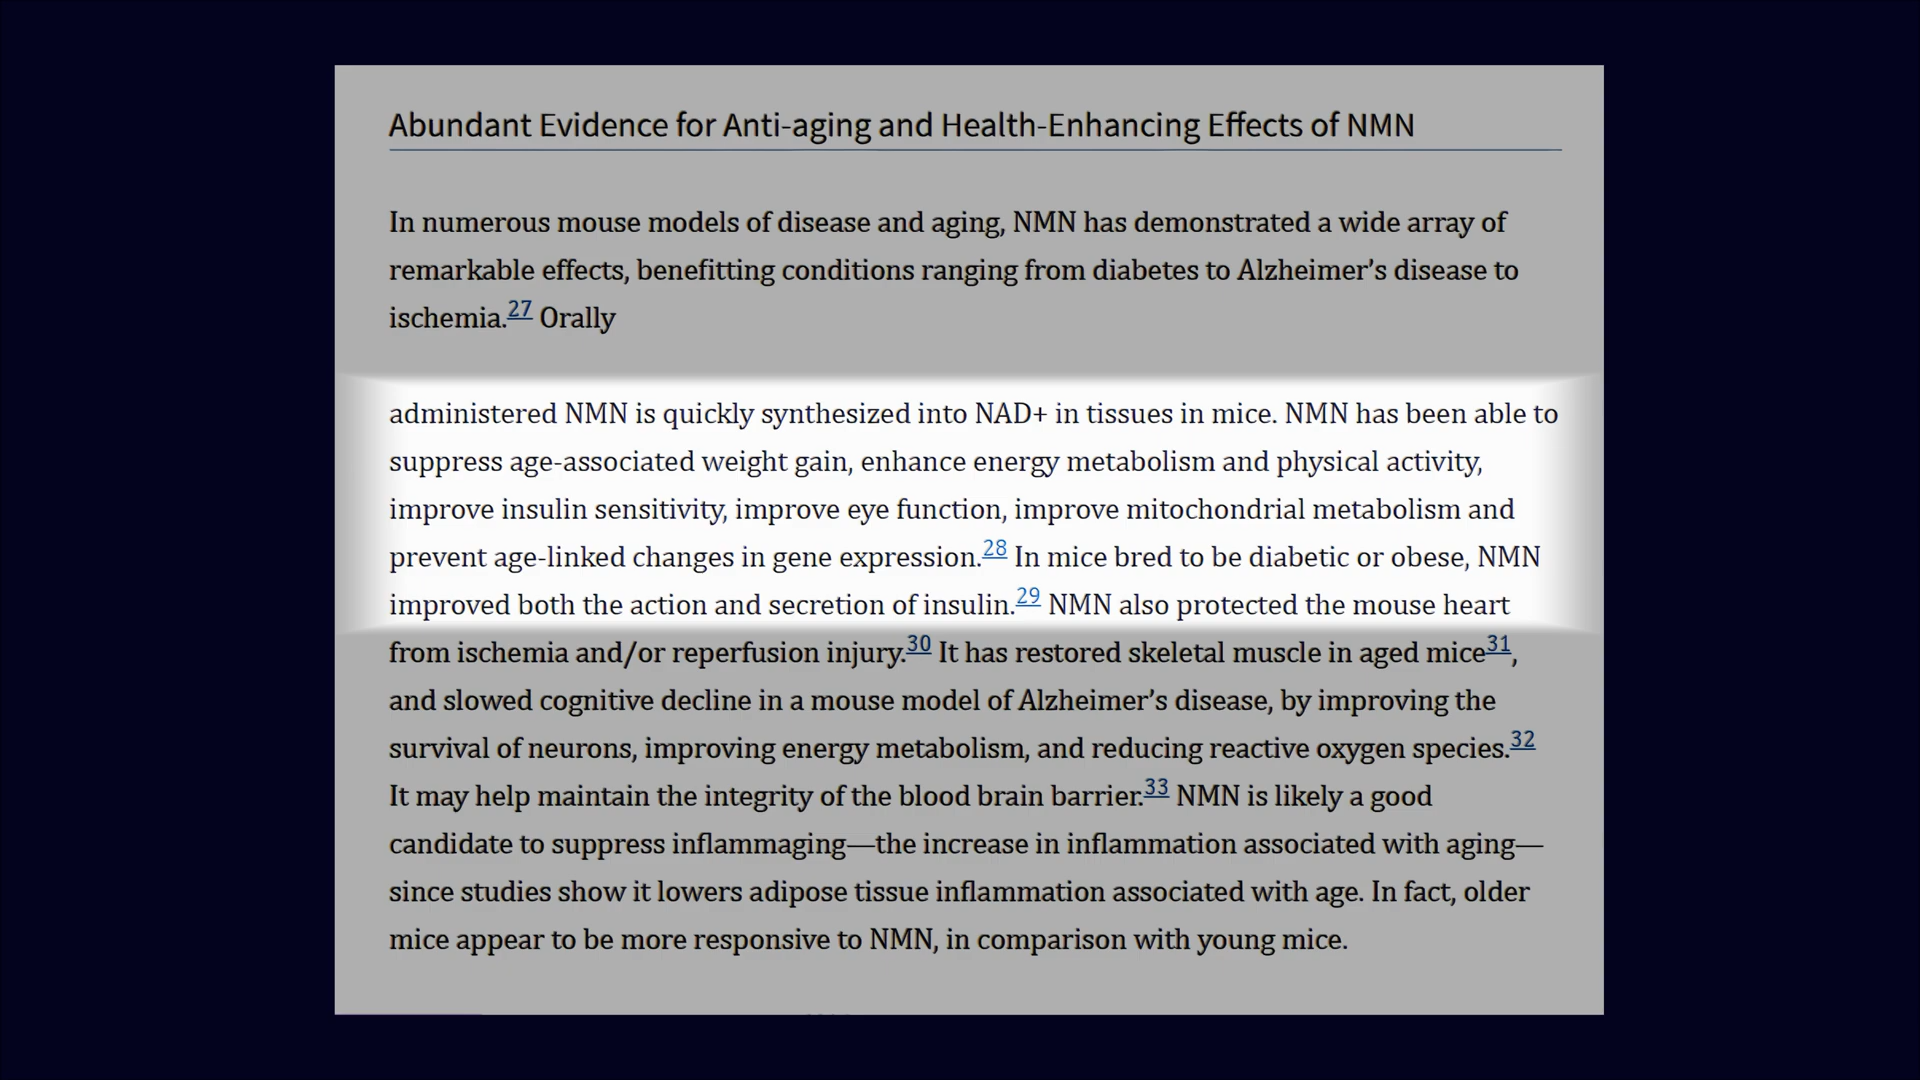 Abundant Evidence for Anti-aging and Health-Enhancing Effects of NMN
In numerous mouse models of disease and aging, NMN has demonstrated a wide array of
remarkable effects, benefitting conditions ranging from diabetes to Alzheimer’s disease to
ischemia.27 Orally
administered NMN is quickly synthesized into NAD+ in tissues in mice. NMN has been able to
suppress age-associated weight gain, enhance energy metabolism and physical activity,
improve insulin sensitivity, improve eye function, improve mitochondrial metabolism and
prevent age-linked changes in gene expression.28 In mice bred to be diabetic or obese, NMN
improved both the action and secretion of insulin.29 NMN also protected the mouse heart
from ischemia and/or reperfusion injury.30 It has restored skeletal muscle in aged mice31,
and slowed cognitive decline in a mouse model of Alzheimer’s disease, by improving the
survival of neurons, improving energy metabolism, and reducing reactive oxygen species.32
It may help maintain the integrity of the blood brain barrier.33 NMN is likely a good
candidate to suppress inflammaging—the increase in inflammation associated with aging—
since studies show it lowers adipose tissue inflammation associated with age. In fact, older
mice appear to be more responsive to NMN, in comparison with young mice.